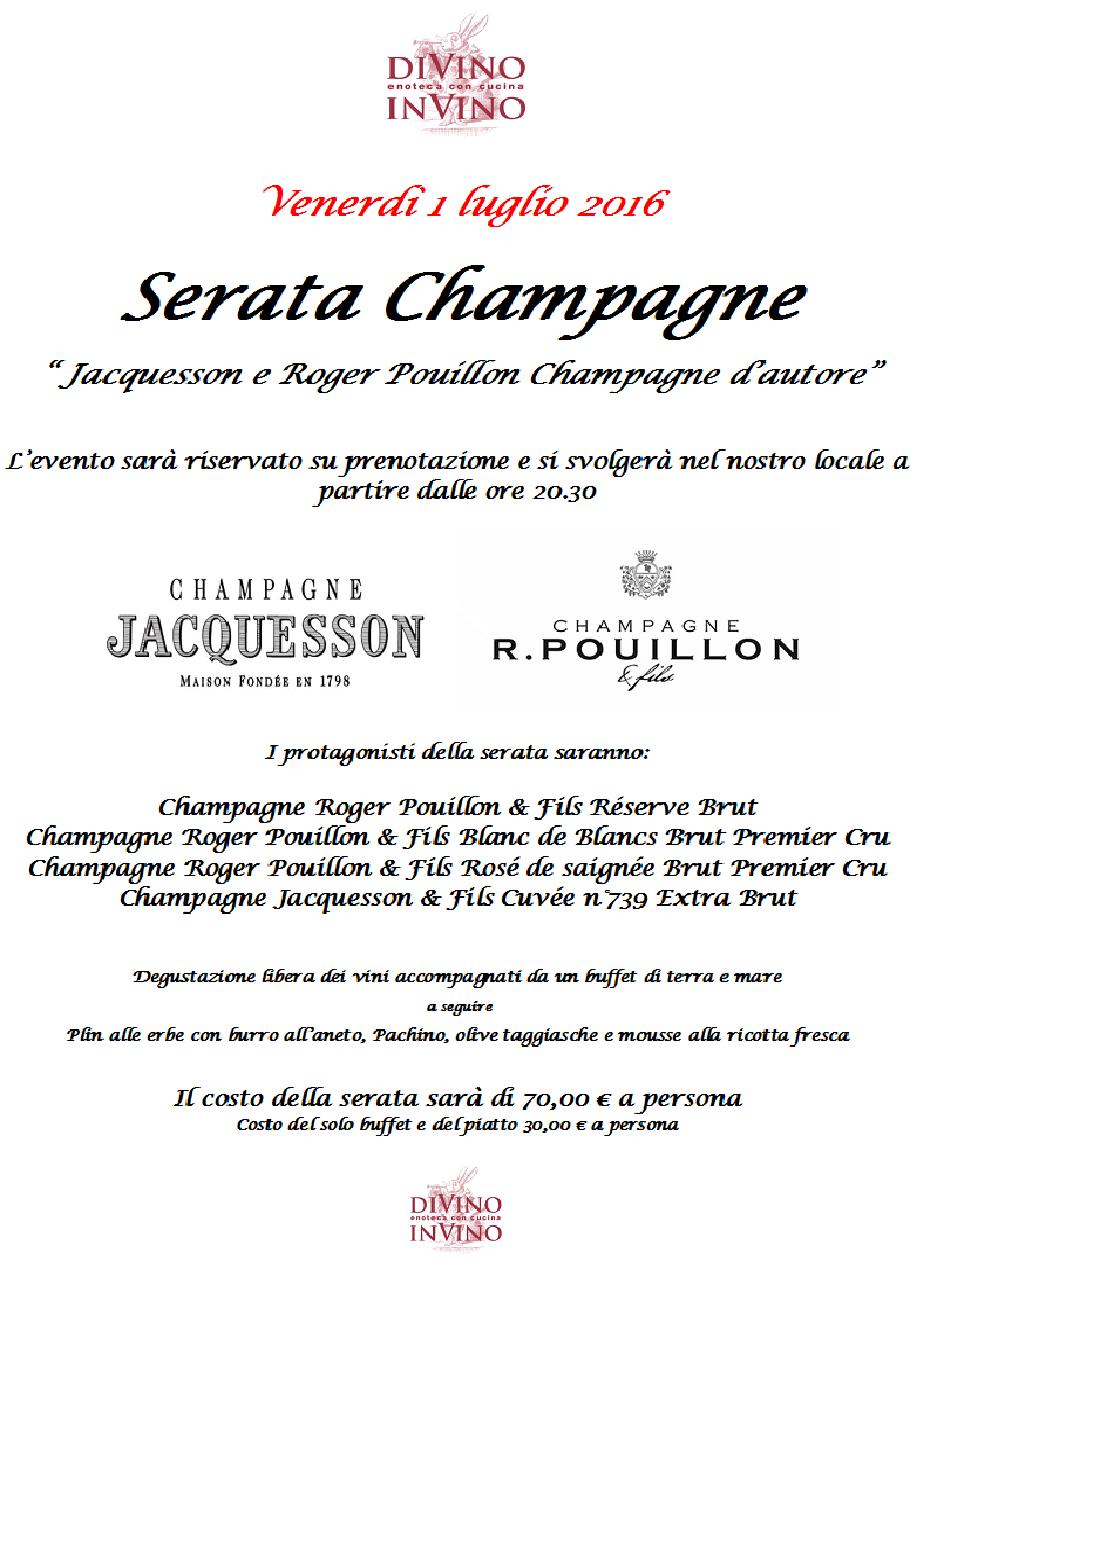 DIVINO
enoteca con cucina
INVINO
Venerdì 1 luglio 2016
Serata Champagne
“ Jacquesson e Roger Pouillon Champagne d’autore”
L’evento sarà riservato su prenotazione e si svolgerà nel nostro locale a
partire dalle ore 20.30
CHAMPAGNE
JACQUESSON
MAISON FONDÉE EN 1798
CHAMPAGNE
R.POUILLON
& fils
I protagonisti della serata saranno:
Champagne Roger Pouillon & Fils Réserve Brut
Champagne Roger Pouillon & Fils Blanc de Blancs Brut Premier Cru
Champagne Roger Pouillon & Fils Rosé de saignée Brut Premier Cru
Champagne Jacquesson & Fils Cuvée n°739 Extra Brut
Degustazione libera dei vini accompagnati da un buffet di terra e mare
a seguire
Plin alle erbe con burro all’aneto, Pachino, olive taggiasche e mousse alla ricotta fresca
Il costo della serata sarà di 70,00 € a persona
Costo del solo buffet e del piatto 30,00 € a persona
DIVINO
enoteca con cucina
INVINO